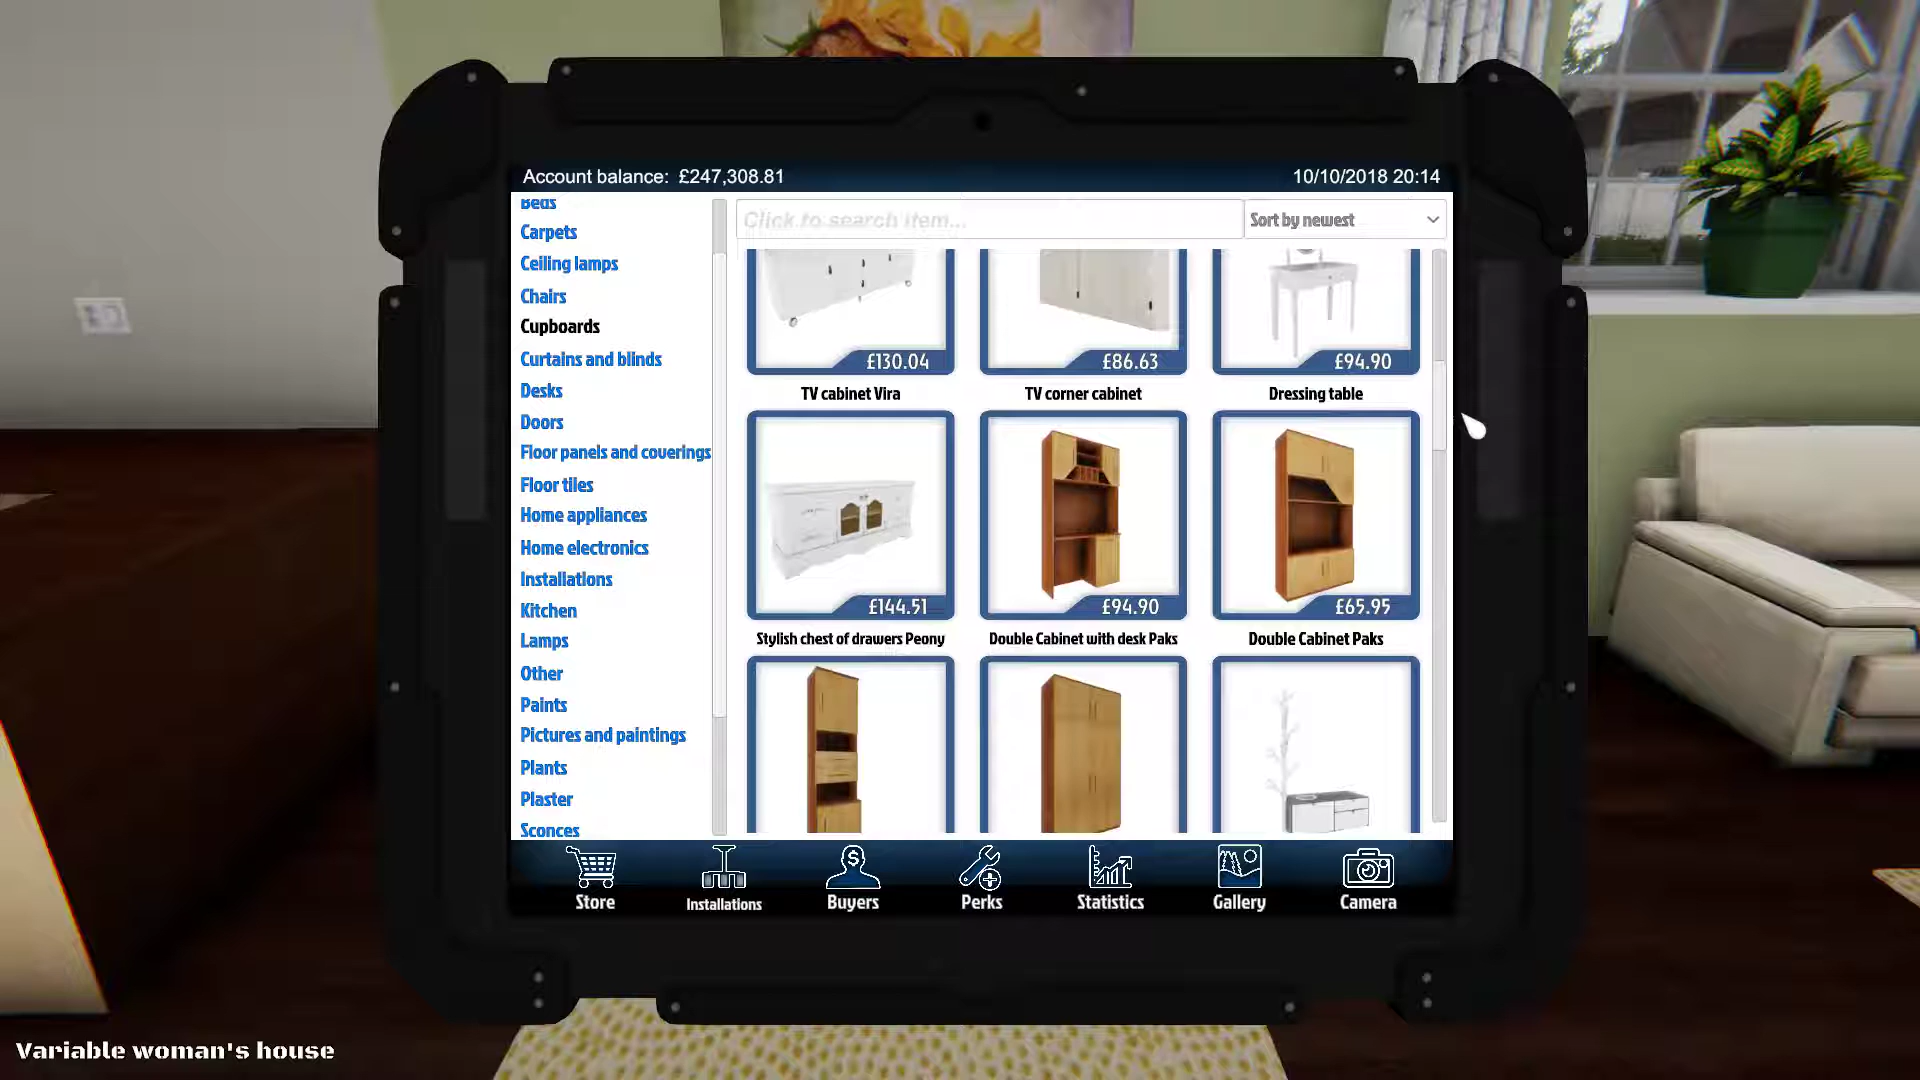 Account balance: £247,308.81
10/10/2018 20:14
Beds
Carpets
Ceiling lamps
Chairs
Cupboards
Curtains and blinds
Desks
Doors
Floor panels and coverings
Floor tiles
Home appliances
Home electronics
Installations
Kitchen
Lamps
Other
Paints
Pictures and paintings
Plants
Plaster
Sconces
Click to search item...
Sort by newest
£130.04
£86.63
£94.90
TV cabinet Vira
TV corner cabinet
Dressing table
£144.51
£94.90
£65.95
Stylish chest of drawers Peony
Double Cabinet with desk Paks
Double Cabinet Paks
Store
Installations
Buyers
Perks
Statistics
Gallery
Camera
Variable woman's house